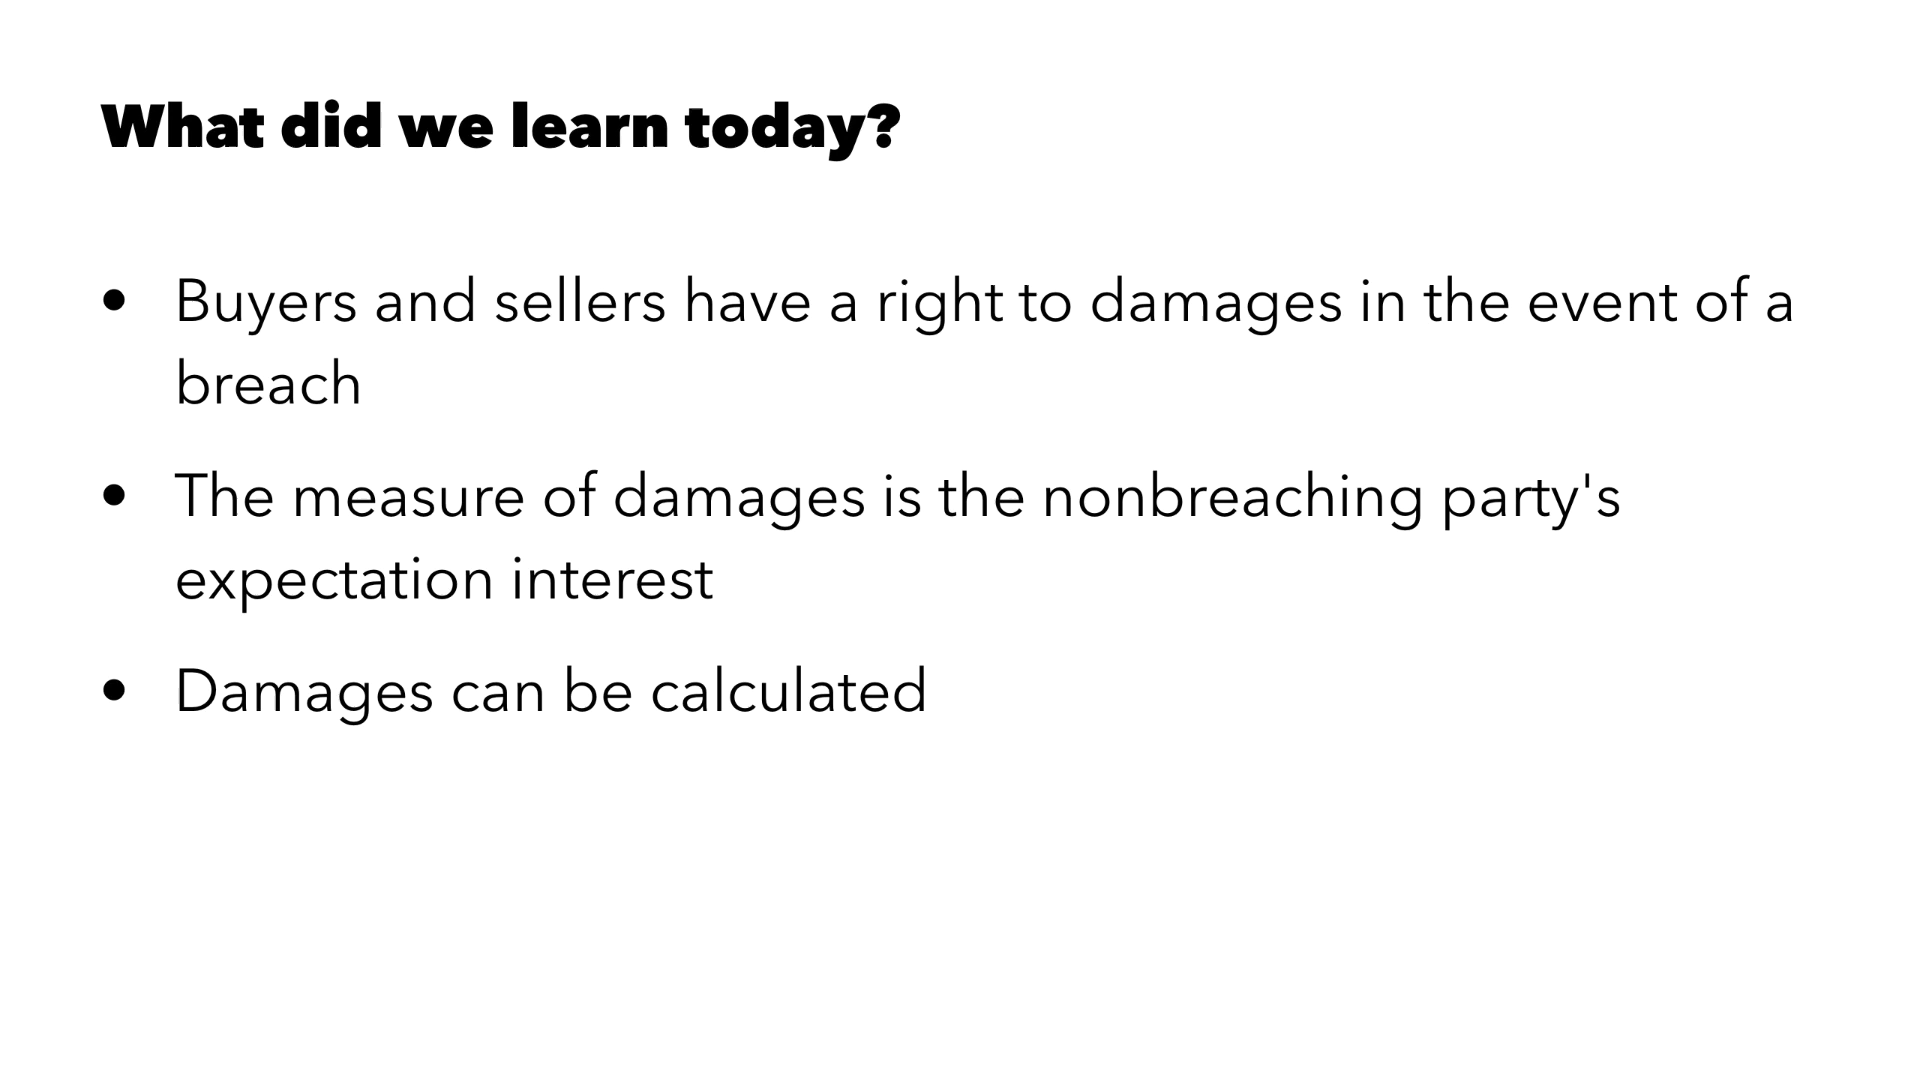 What did we learn today?
• Buyers and sellers have a right to damages in the event of a
breach
• The measure of damages is the nonbreaching party's
expectation interest
• Damages can be calculated